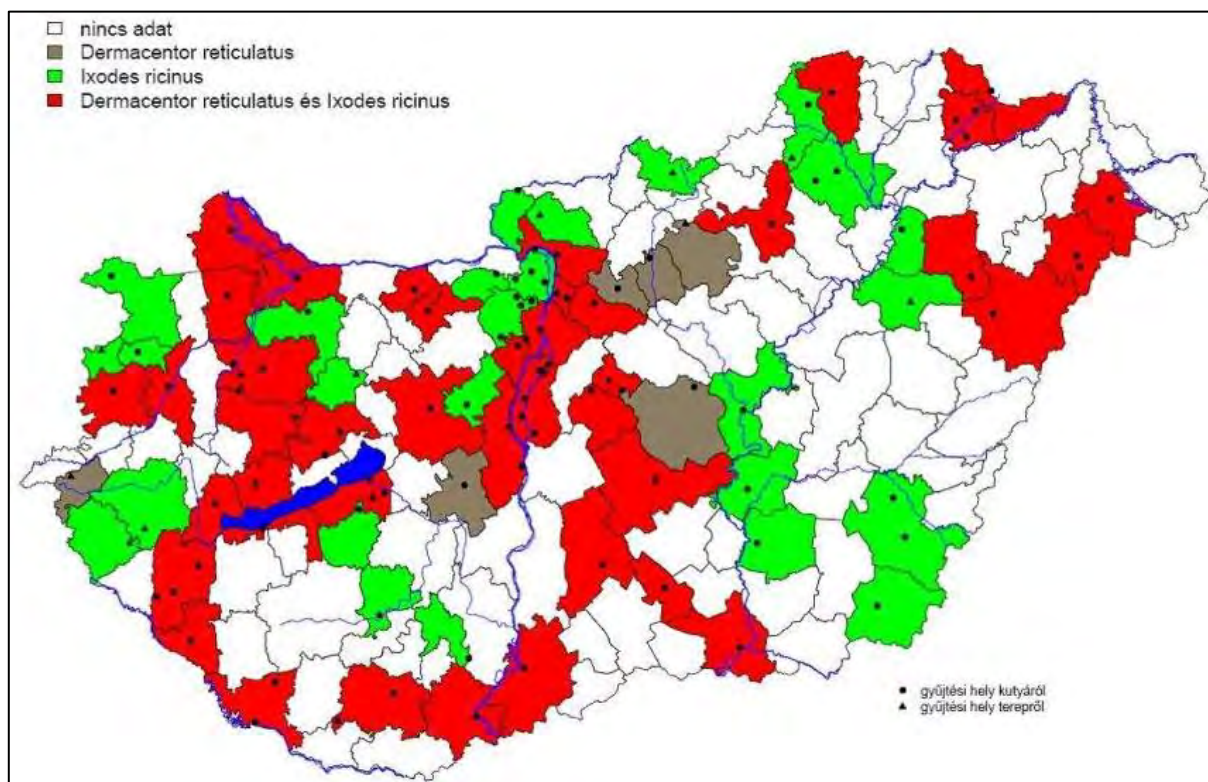 nincs adat
Dermacentor reticulatus
Ixodes ricinus
Dermacentor reticulatus és Ixodes ricinus
gyűjtési hely kutyáról
gyűjtési hely terepről